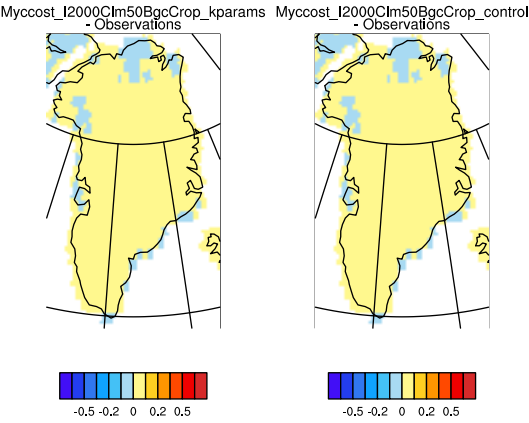 Myccost_I2000Clm50BgcCrop_kparams
- Observations
Myccost_I2000Clm50BgcCrop_control
- Observations
-0.5 -0.2 0 0.2 0.5
-0.5 -0.2 0 0.2 0.5